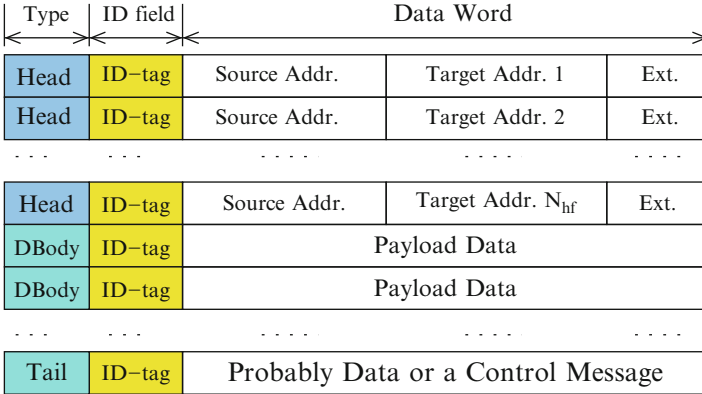 Type ID field Data Word
Head ID−tag Source Addr. Target Addr. 1 Ext.
Head ID−tag Source Addr. Target Addr. 2 Ext.
. . . . . . . . . . . . . . . . . .
Head ID−tag Source Addr. Target Addr. N_hf Ext.
DBody ID−tag Payload Data
DBody ID−tag Payload Data
. . . . . . . . . . . . . . . . . .
Tail ID−tag Probably Data or a Control Message